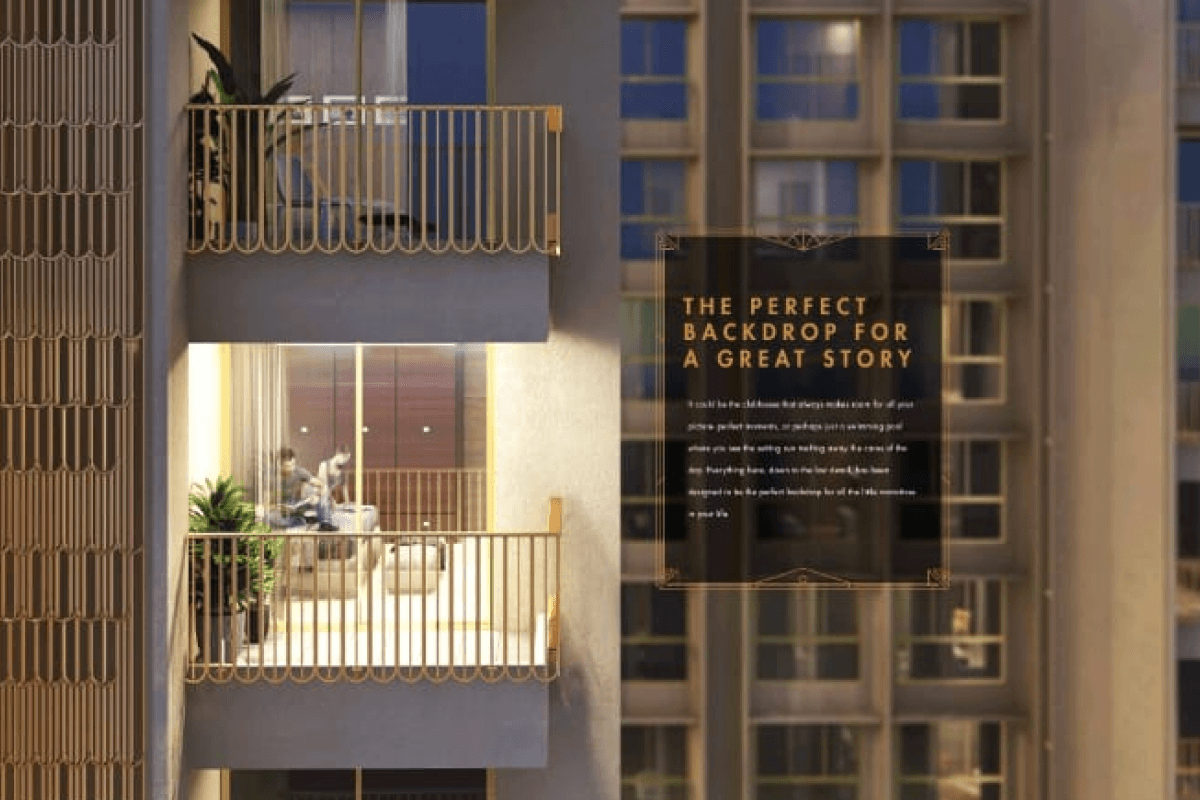 THE PERFECT
BACKDROP FOR
A GREAT STORY
It could be the clubhouse that always makes room for all your
picture-perfect moments, or perhaps just a swimming pool
where you see the setting sun melting away the cares of the
day. Everything here, down to the last detail, has been
designed to be the perfect backdrop for all the little narratives
in your life.